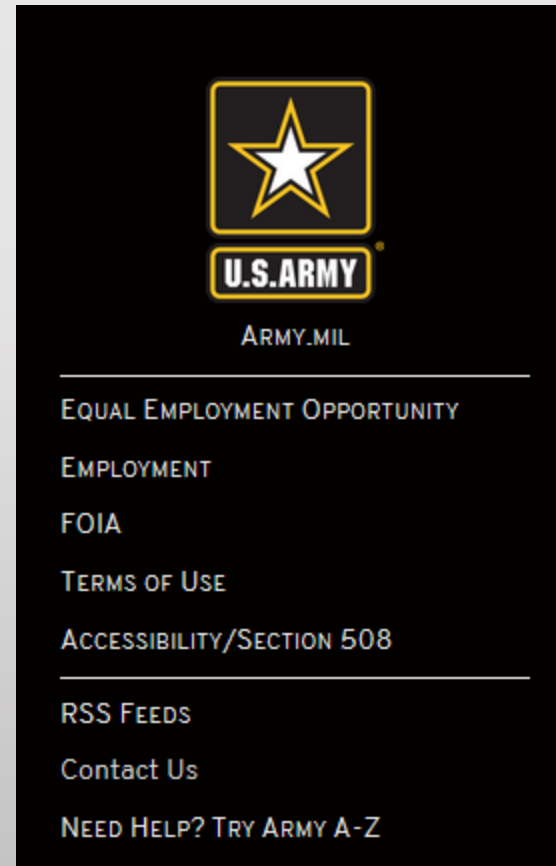 U.S.ARMY®
Army.mil
Equal Employment Opportunity
Employment
FOIA
Terms of Use
Accessibility/Section 508
RSS Feeds
Contact Us
Need Help? Try Army A-Z